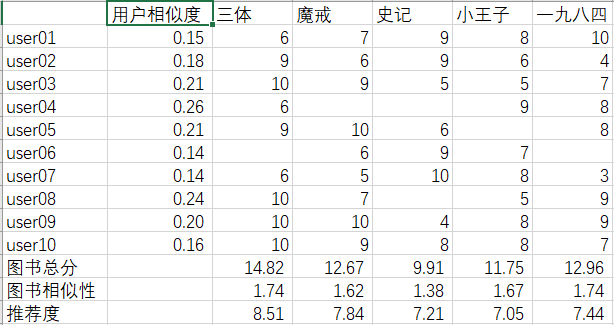 用户相似度 三体 魔戒 史记 小王子 一九八四
user01 0.15 6 7 9 8 10
user02 0.18 9 6 9 6 4
user03 0.21 10 9 5 5 7
user04 0.26 6 9 8
user05 0.21 9 10 6 8
user06 0.14 6 9 7
user07 0.14 6 5 10 8 3
user08 0.24 10 7 5 9
user09 0.20 10 10 4 8 9
user10 0.16 10 9 8 8 7
图书总分 14.82 12.67 9.91 11.75 12.96
图书相似性 1.74 1.62 1.38 1.67 1.74
推荐度 8.51 7.84 7.21 7.05 7.44